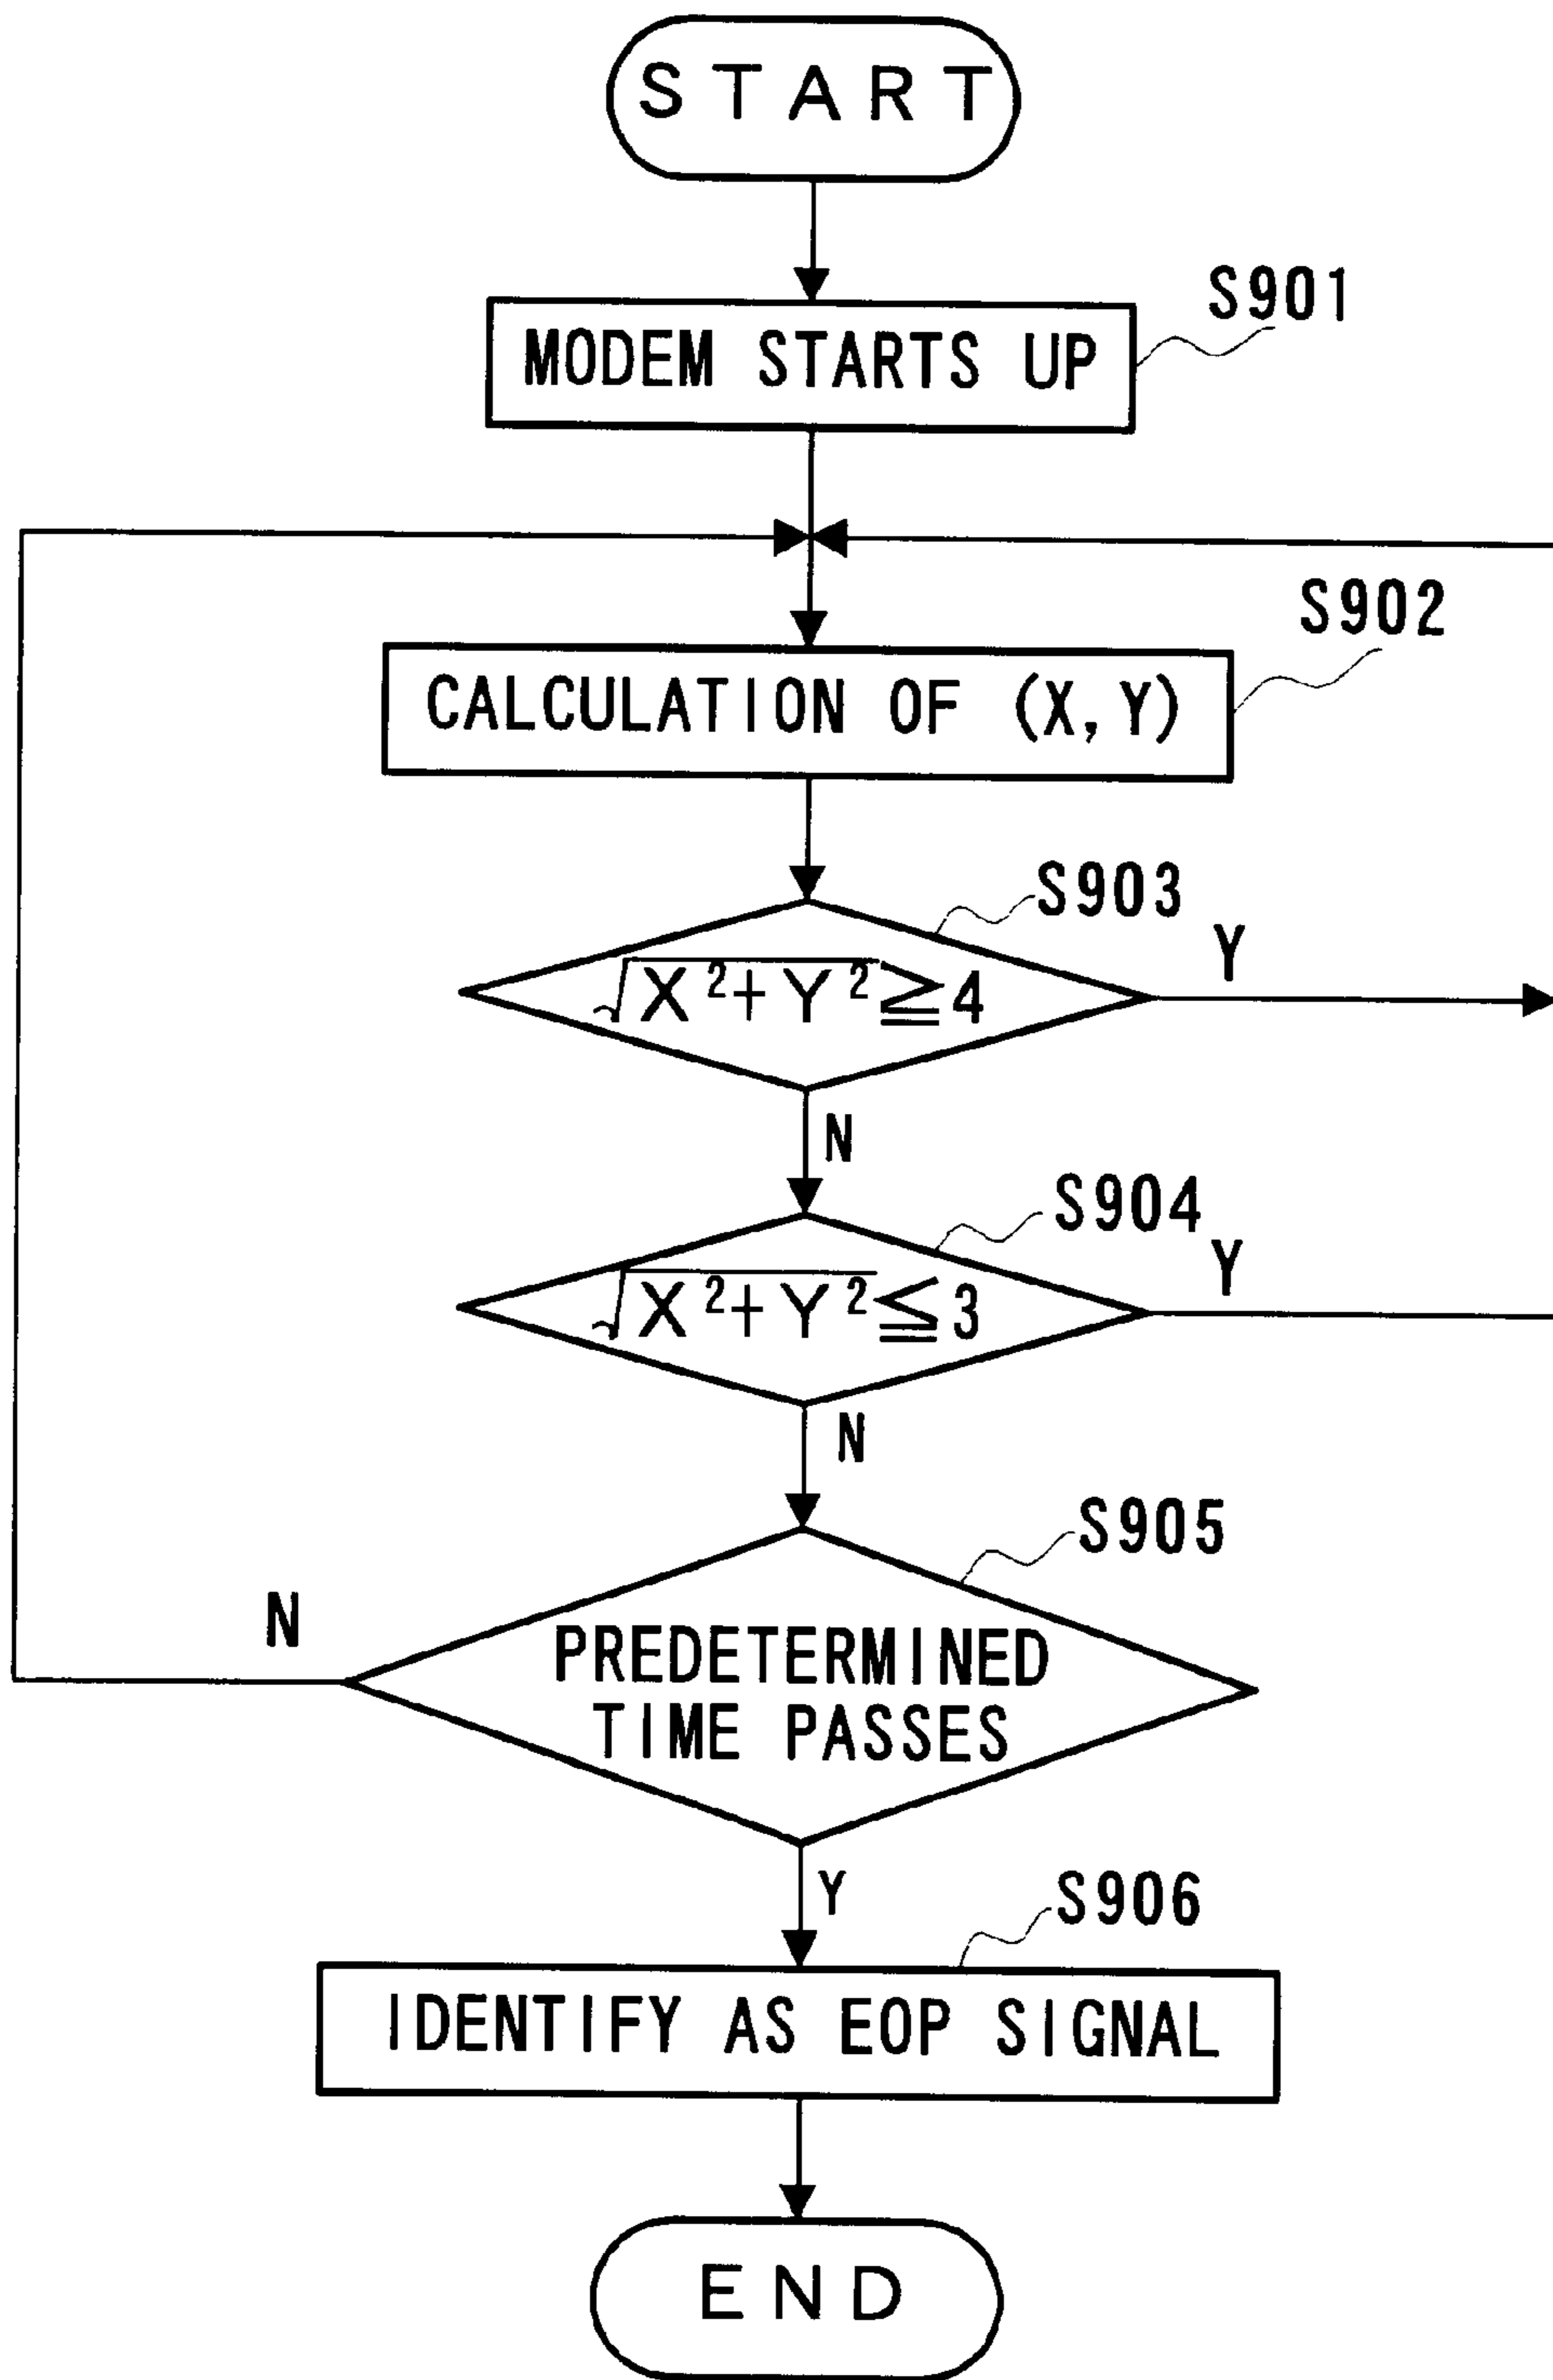 START
S901
MODEM STARTS UP
S902
CALCULATION OF (X,Y)
S903
Y
√X²+Y²≧4
N
S904
Y
√X²+Y²≦3
N
S905
N
PREDETERMINED
TIME PASSES
Y
S906
IDENTIFY AS EOP SIGNAL
END